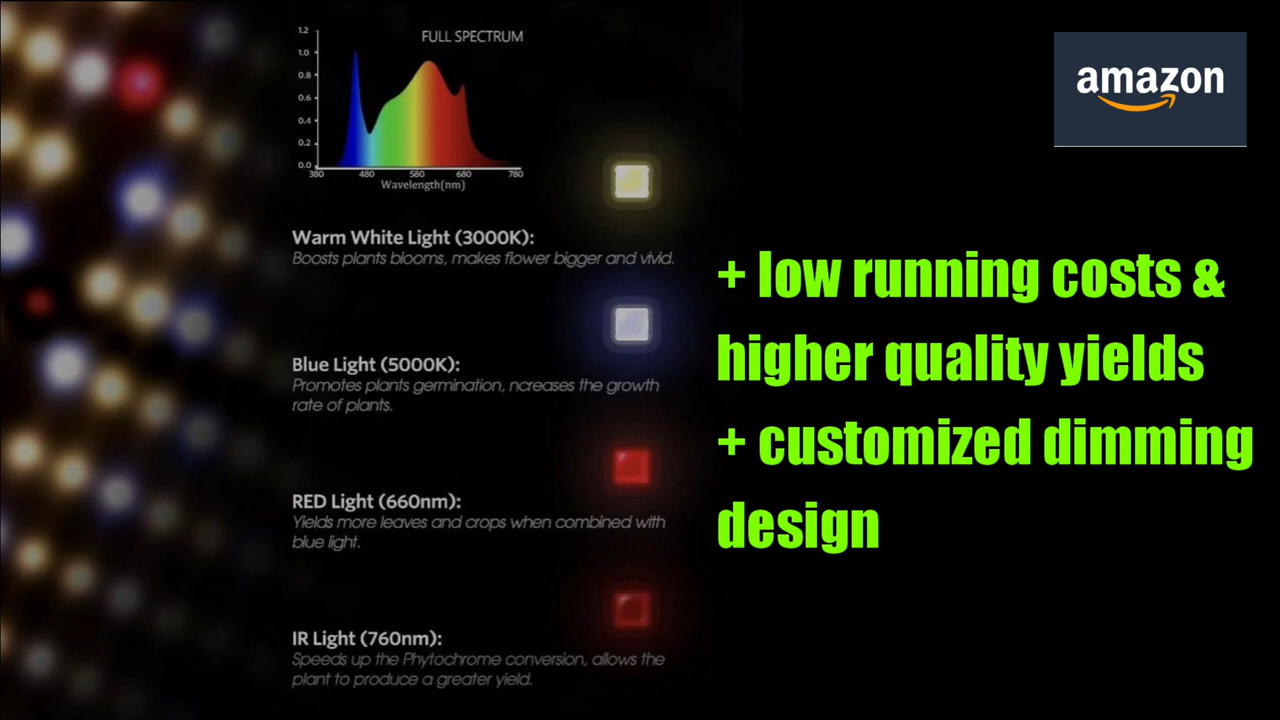 FULL SPECTRUM
1.2
1.0
0.8
0.6
0.4
0.2
0.0
380 480 580 680 780
Wavelength(nm)
Warm White Light (3000K):
Boosts plants blooms, makes flower bigger and vivid.
Blue Light (5000K):
Promotes plants germination, ncreases the growth
rate of plants.
RED Light (660nm):
Yields more leaves and crops when combined with
blue light.
IR Light (760nm):
Speeds up the Phytochrome conversion, allows the
plant to produce a greater yield.
amazon
+ low running costs &
higher quality yields
+ customized dimming
design